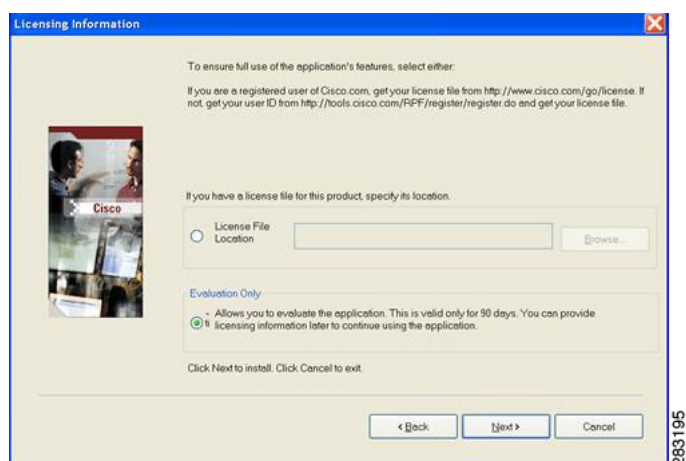 Licensing Information
To ensure full use of the application's features, select either:
If you are a registered user of Cisco.com, get your license file from http://www.cisco.com/go/license. If
not, get your user ID from http://tools.cisco.com/RPF/register/register.do and get your license file.
Cisco
If you have a license file for this product, specify its location.
License File
Location
Browse...
Evaluation Only
- Allows you to evaluate the application. This is valid only for 90 days. You can provide
licensing information later to continue using the application.
Click Next to install. Click Cancel to exit.
< Back
Next >
Cancel
283195